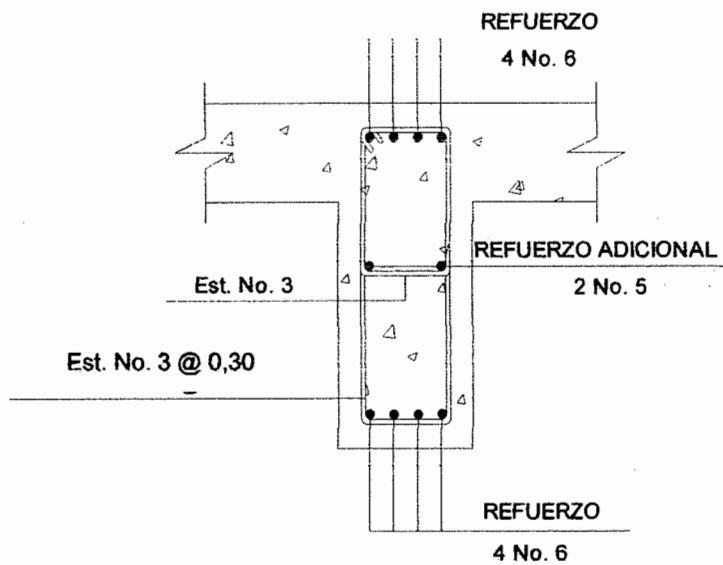 REFUERZO
4 No. 6
REFUERZO ADICIONAL
2 No. 5
Est. No. 3
Est. No. 3 @ 0,30
REFUERZO
4 No. 6